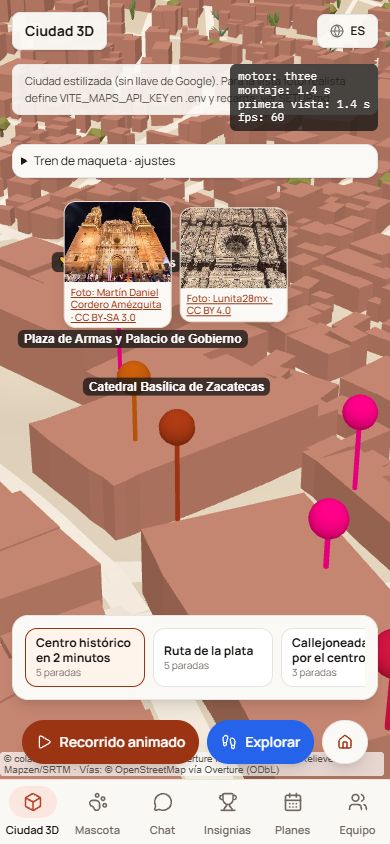 Ciudad 3D
ES
Ciudad estilizada (sin llave de Google). Para
define VITE_MAPS_API_KEY en .env y
motor: three
montaje: 1.4 s
primera vista: 1.4 s
fps: 60
Tren de maqueta · ajustes
Foto: Martín Daniel
Cordero Amézquita
· CC BY-SA 3.0
Foto: Lunita28mx ·
CC BY 4.0
Plaza de Armas y Palacio de Gobierno
Catedral Basílica de Zacatecas
Centro histórico
en 2 minutos
5 paradas
Ruta de la plata
5 paradas
Callejoneada
por el centro
3 paradas
Recorrido animado
Explorar
Mapzen/SRTM · Vías: © OpenStreetMap vía Overture (ODbL)
Ciudad 3D
Mascota
Chat
Insignias
Planes
Equipo